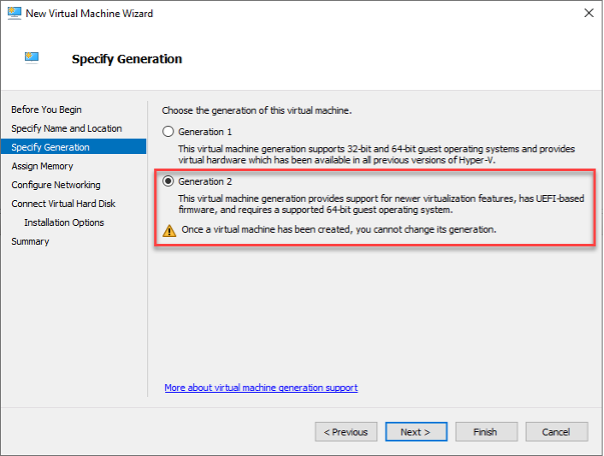 New Virtual Machine Wizard
Specify Generation
Before You Begin
Specify Name and Location
Specify Generation
Assign Memory
Configure Networking
Connect Virtual Hard Disk
Installation Options
Summary
Choose the generation of this virtual machine.
Generation 1
This virtual machine generation supports 32-bit and 64-bit guest operating systems and provides
virtual hardware which has been available in all previous versions of Hyper-V.
Generation 2
This virtual machine generation provides support for newer virtualization features, has UEFI-based
firmware, and requires a supported 64-bit guest operating system.
Once a virtual machine has been created, you cannot change its generation.
More about virtual machine generation support
< Previous
Next >
Finish
Cancel